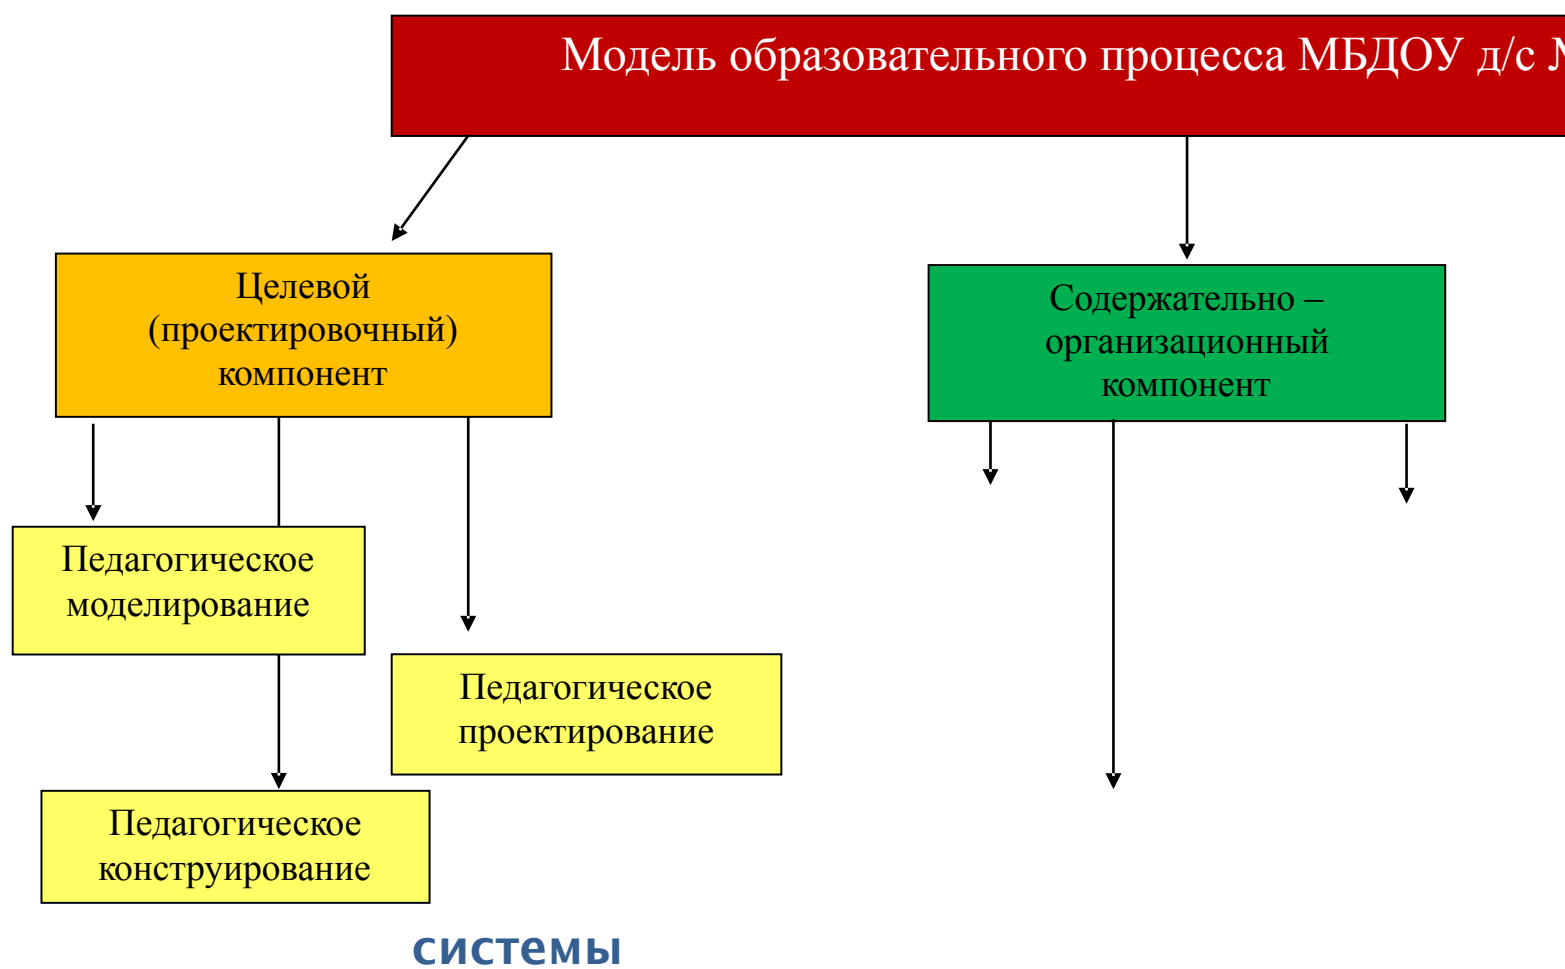 Модель образовательного процесса МБДОУ д/с
Целевой
(проектировочный)
компонент
Содержательно –
организационный
компонент
Педагогическое
моделирование
Педагогическое
проектирование
Педагогическое
конструирование
системы